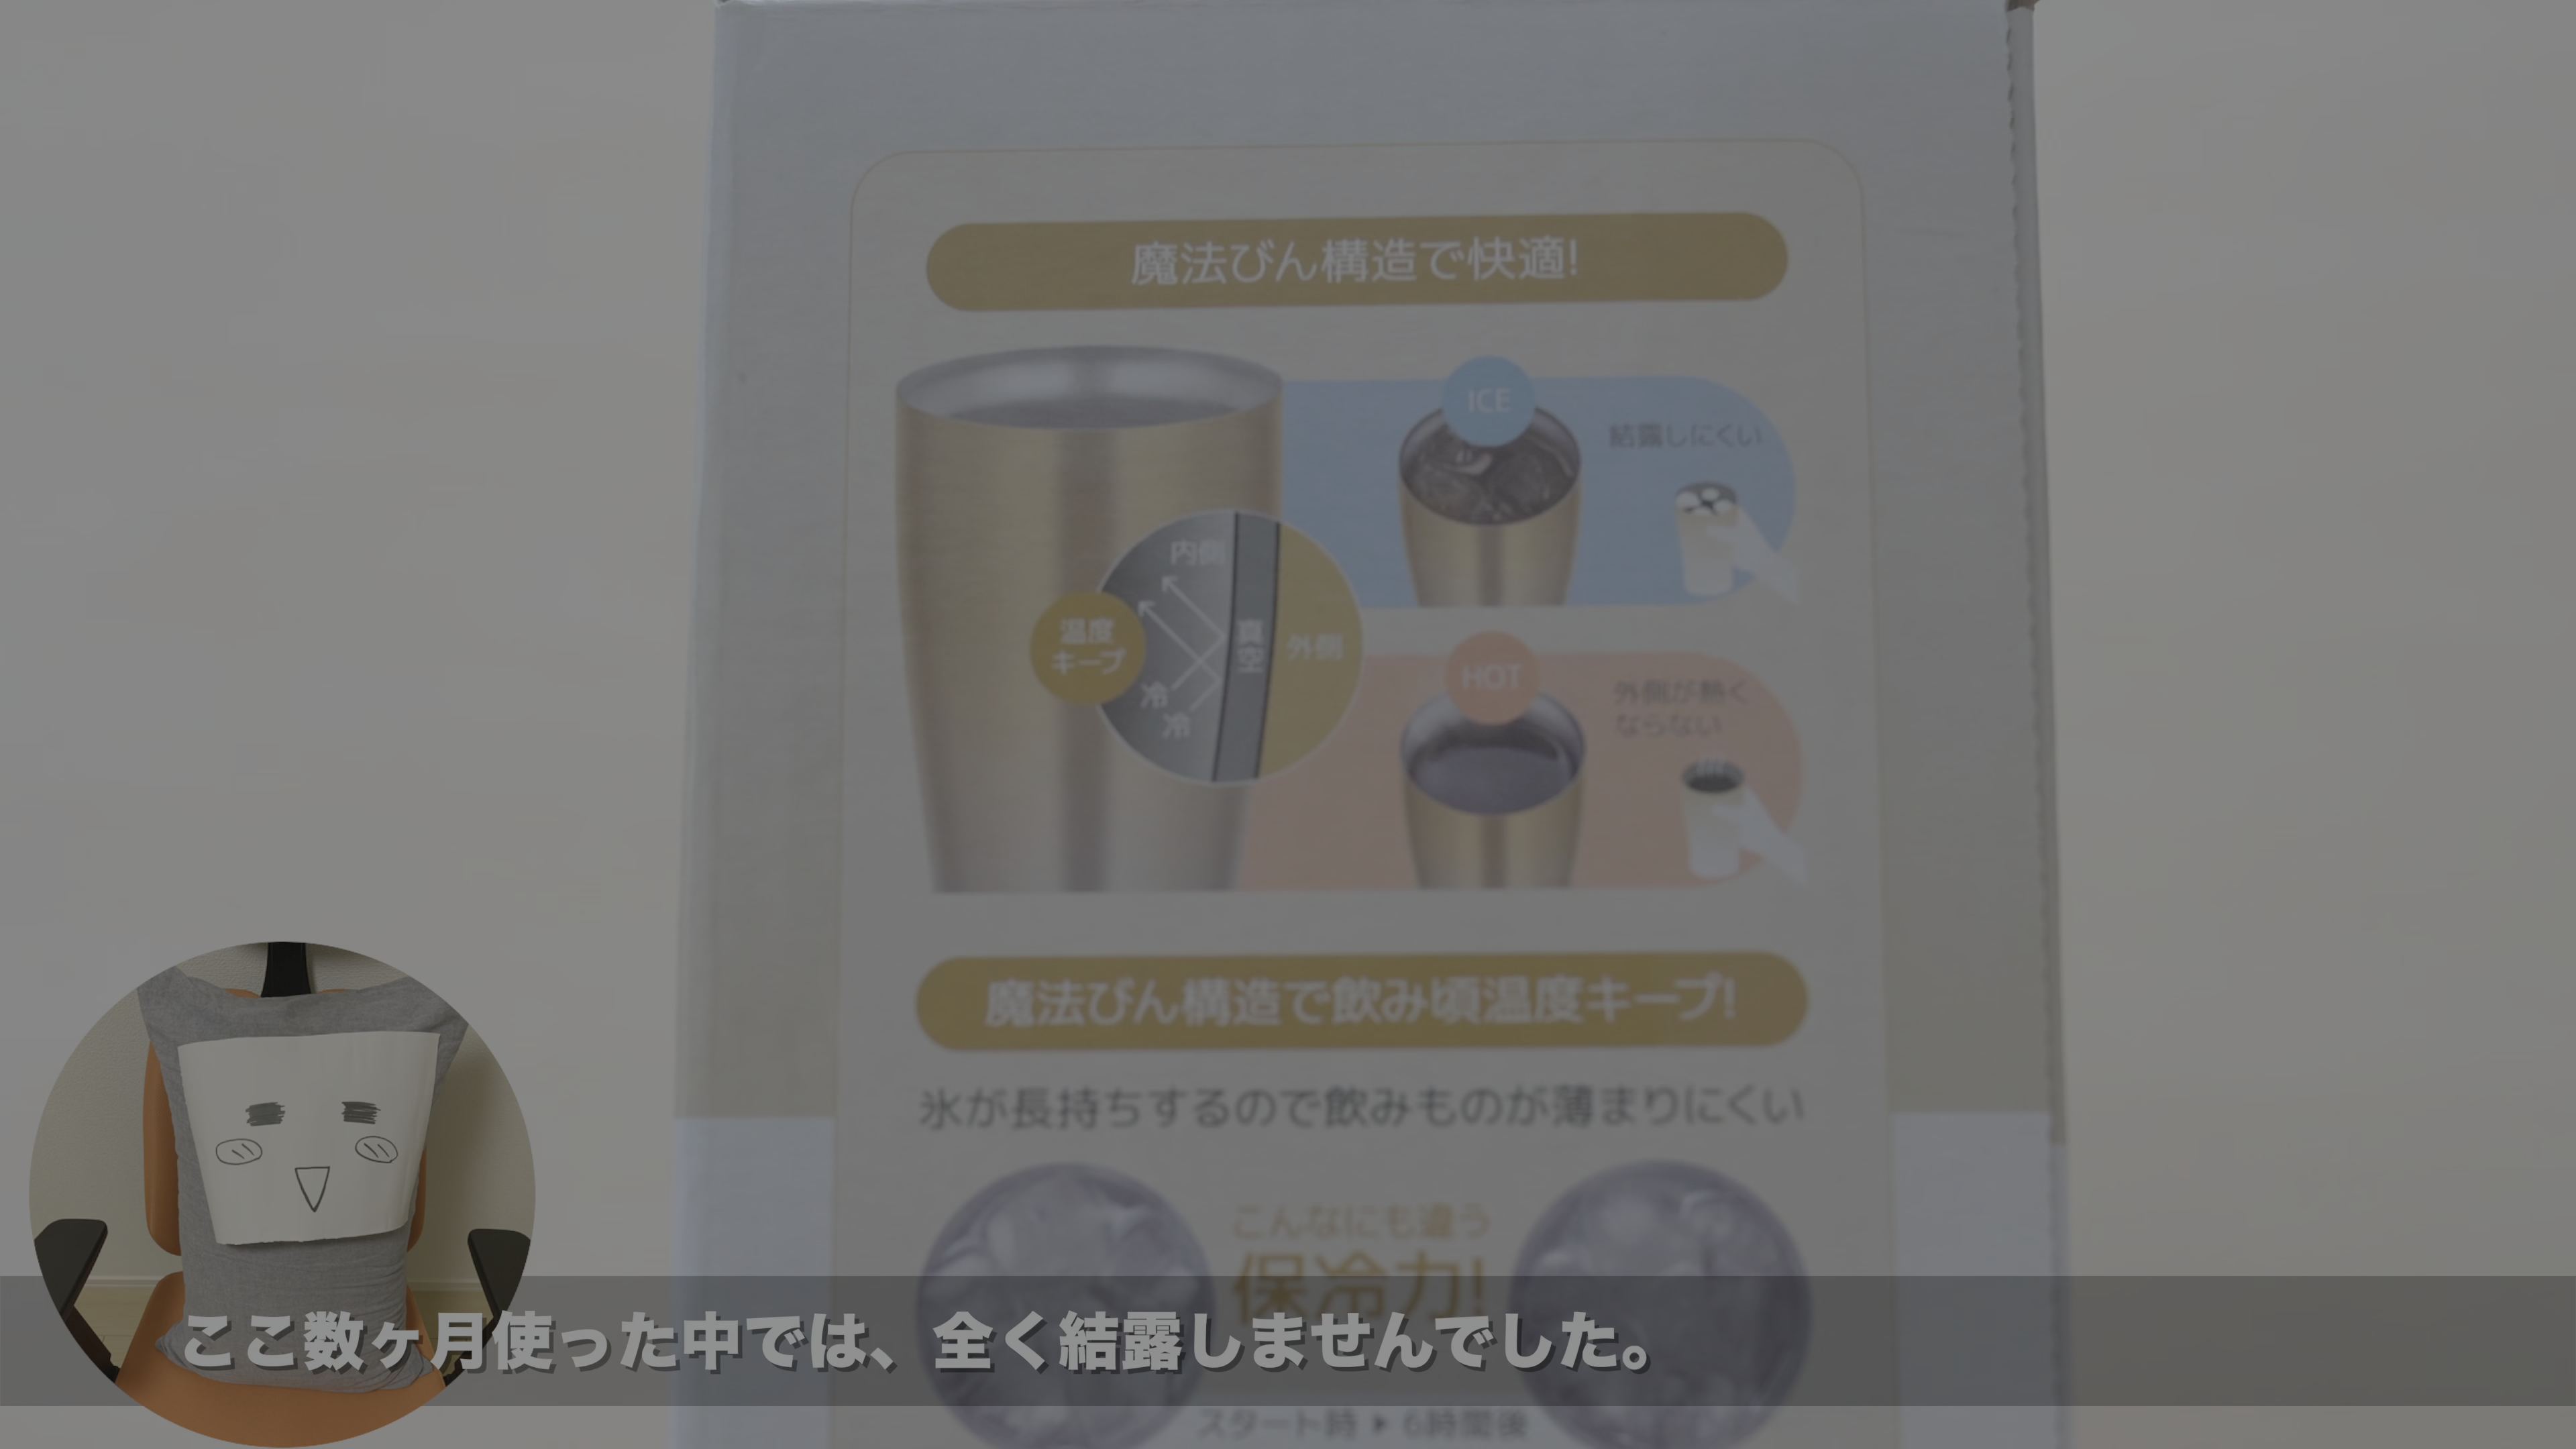 魔法びん構造で快適!
ICE
結露しにくい
内側
温度
キープ
真空
外側
冷
冷
HOT
外側が熱く
ならない
魔法びん構造で飲み頃温度キープ!
氷が長持ちするので飲みものが薄まりにくい
こんなにも違う
保冷力!
スタート時 ▶ 6時間後
ここ数ヶ月使った中では、全く結露しませんでした。